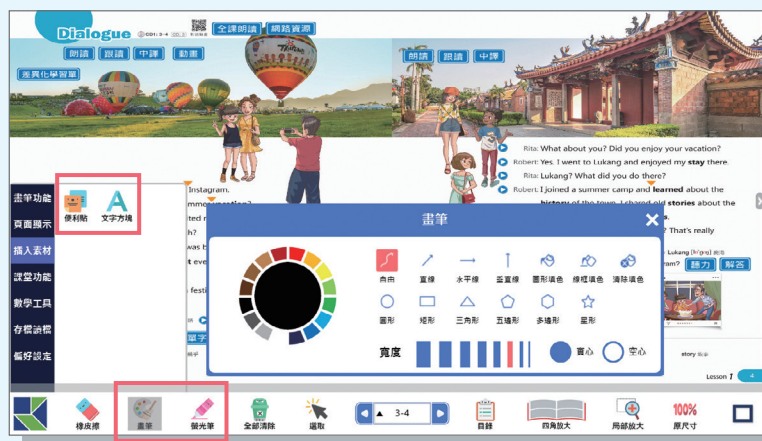 Dialogue CD1: 3-4 全課朗讀 網路資源
朗讀 跟讀 中譯 動畫
差異化學習單
朗讀 跟讀 中譯
Rita: What about you? Did you enjoy your vacation?
Robert: Yes. I went to Lukang and enjoyed my stay there.
Rita: Lukang? What did you do there?
Robert: I joined a summer camp and learned about the
history of the town. I shared old stories about the
? That's really
Lukang
ram? 聽力 解答
story
Lesson 1 4
Instagram.
畫筆功能
頁面顯示
插入素材
課堂功能
數學工具
存檔讀檔
偏好設定
便利貼 文字方塊
單字
畫筆
自由 直線 水平線 垂直線 圖形填色 線框填色 清除填色
圓形 矩形 三角形 五邊形 多邊形 星形
寬度 實心 空心
橡皮擦 畫筆 螢光筆 全部清除 選取 3-4 目錄 四角放大 局部放大 100% 原尺寸